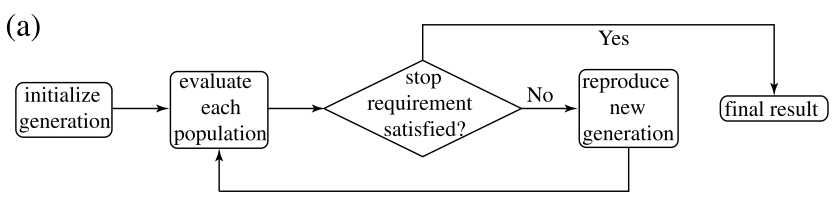 (a)
initialize
generation
evaluate
each
population
stop
requirement
satisfied?
Yes
No
reproduce
new
generation
final result